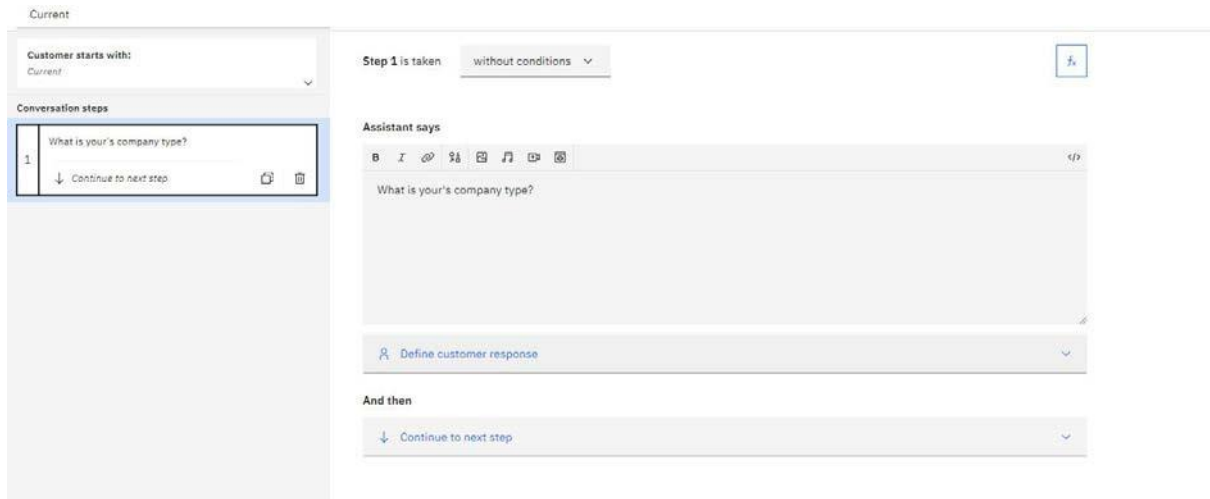 Current
Customer starts with:
Current
Conversation steps
1
What is your's company type?
Continue to next step
Step 1 is taken
without conditions
fx
Assistant says
B I </>
What is your's company type?
Define customer response
And then
Continue to next step